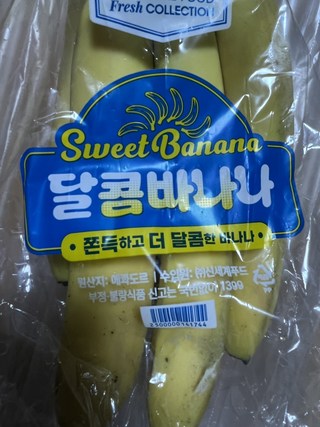 Fresh COLLECTION
Sweet Banana
달콤바나나
• 쫀득하고 더 달콤한 바나나 •
원산지: 에콰도르 | 수입원: (주)신세계푸드
부정·불량식품 신고는 국번없이 1399